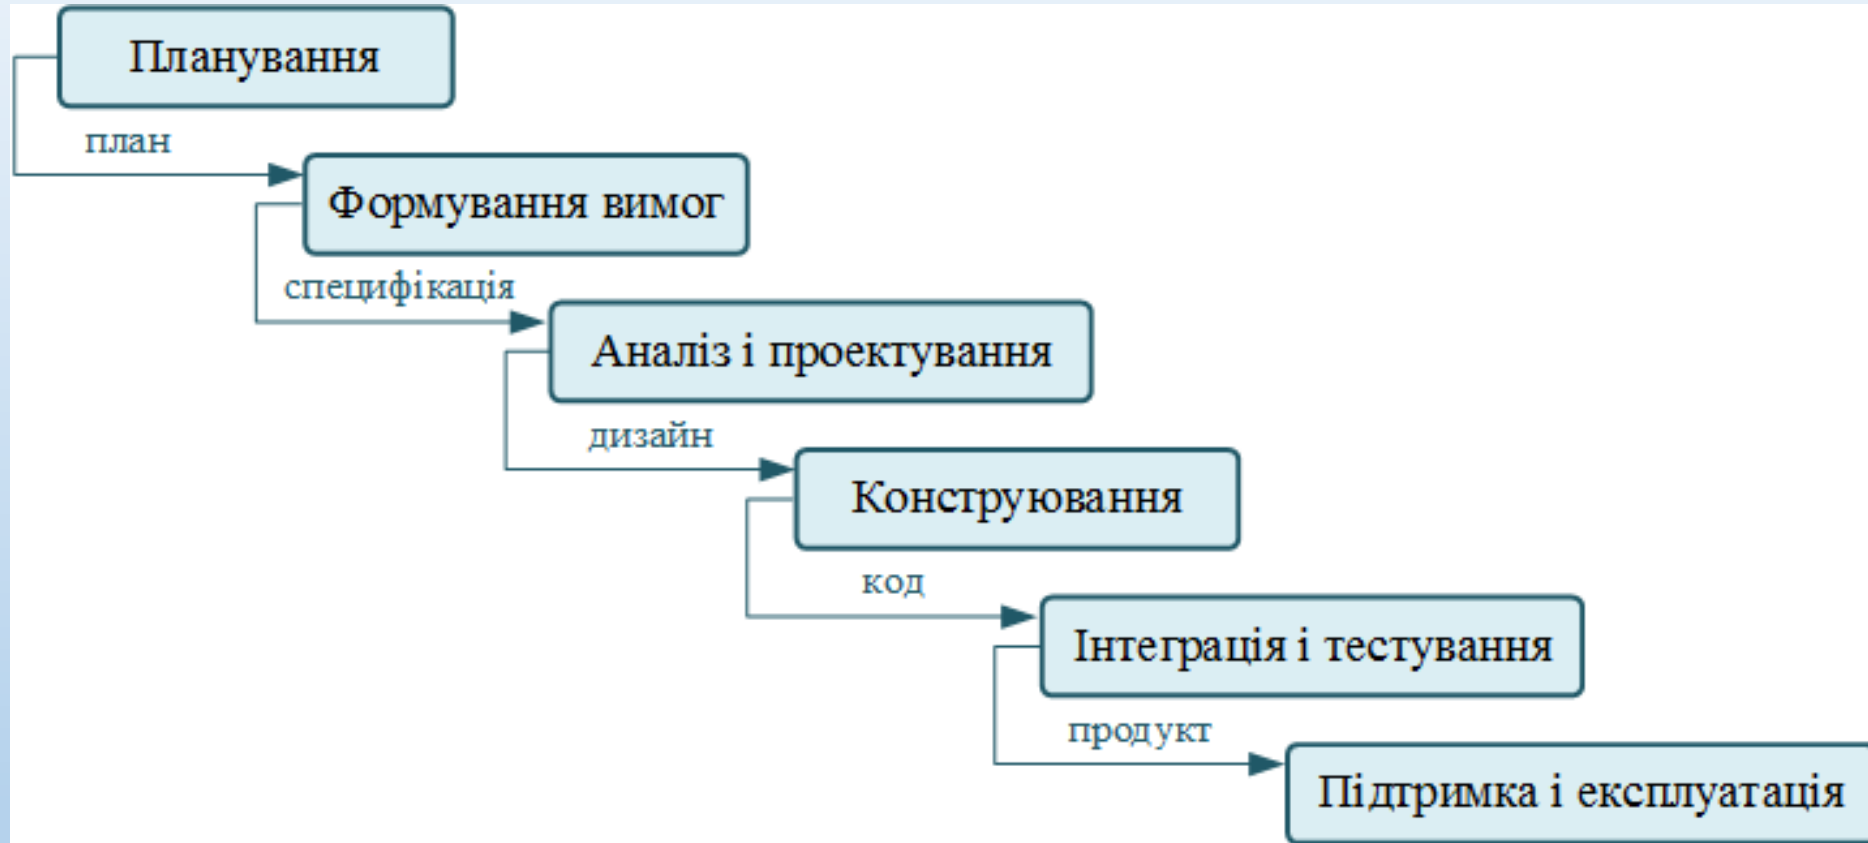 Планування
план
Формування вимог
специфікація
Аналіз і проектування
дизайн
Конструювання
код
Інтеграція і тестування
продукт
Підтримка і експлуатація